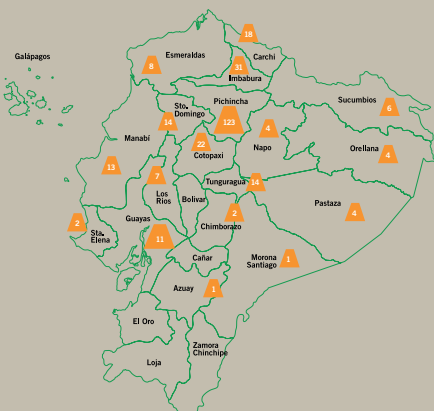 18
Galápagos
Esmeraldas
Carchi
8
31
Imbabura
Sucumbios
Pichincha
Sto.
Domingo
6
14
123
4
Manabí
22
Cotopaxi
Napo
Orellana
4
13
7
Tunguragua
14
Los
Ríos
Bolivar
Pastaza
2
Guayas
2
4
Chimborazo
Sta.
Elena
11
Cañar
Morona
Santiago
1
Azuay
1
El Oro
Zamora
Chinchipe
Loja